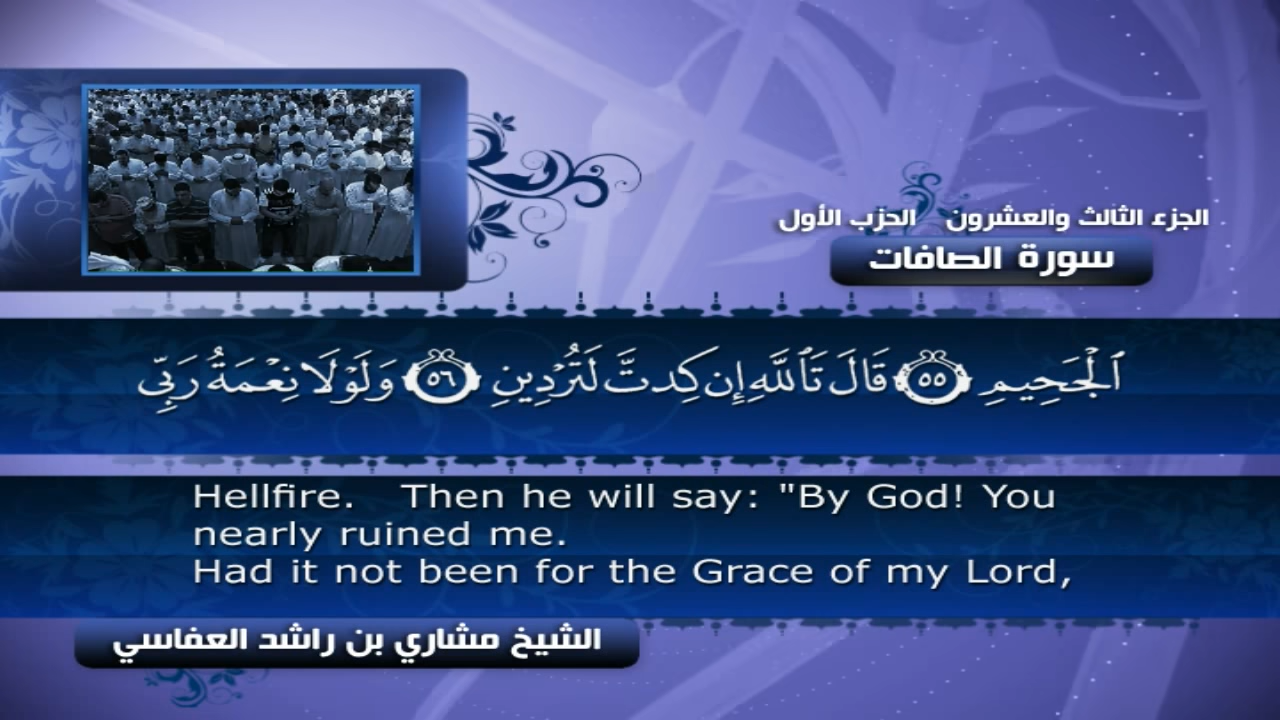 الجزء الثالث والعشرون الحزب الأول
سورة الصافات
ٱلْجَحِيمِ ٥٥ قَالَ تَٱللَّهِ إِن كِدتَّ لَتُرْدِينِ ٥٦ وَلَوْلَا نِعْمَةُ رَبِّى
Hellfire. Then he will say: "By God! You
nearly ruined me.
Had it not been for the Grace of my Lord,
الشيخ مشاري بن راشد العفاسي